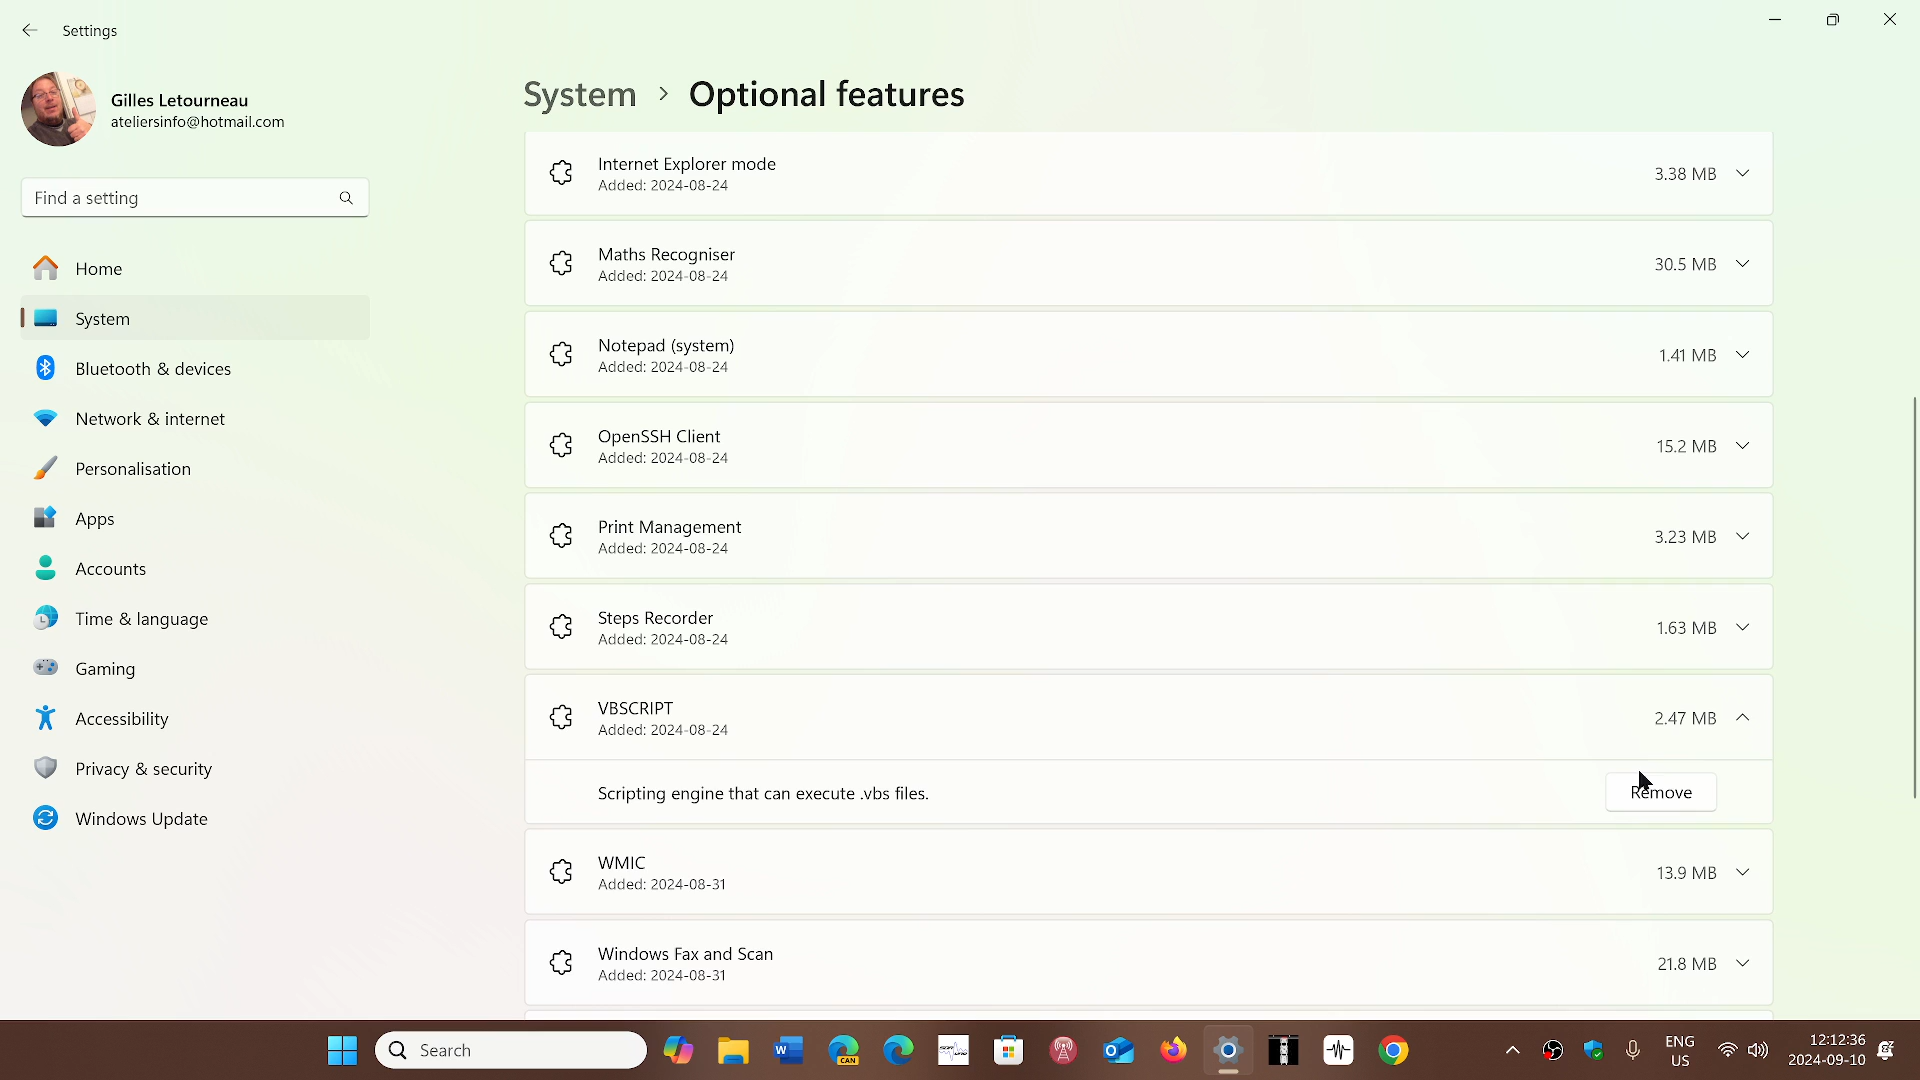 Settings
Gilles Letourneau
ateliersinfo@hotmail.com
Find a setting
Home
System
Bluetooth & devices
Network & internet
Personalisation
Apps
Accounts
Time & language
Gaming
Accessibility
Privacy & security
Windows Update
System > Optional features
Internet Explorer mode
Added: 2024-08-24
3.38 MB
Maths Recogniser
Added: 2024-08-24
30.5 MB
Notepad (system)
Added: 2024-08-24
1.41 MB
OpenSSH Client
Added: 2024-08-24
15.2 MB
Print Management
Added: 2024-08-24
3.23 MB
Steps Recorder
Added: 2024-08-24
1.63 MB
VBSCRIPT
Added: 2024-08-24
2.47 MB
Scripting engine that can execute .vbs files.
Remove
WMIC
Added: 2024-08-31
13.9 MB
Windows Fax and Scan
Added: 2024-08-31
21.8 MB
Search
W
CAN
ENG
US
12:12:36
2024-09-10